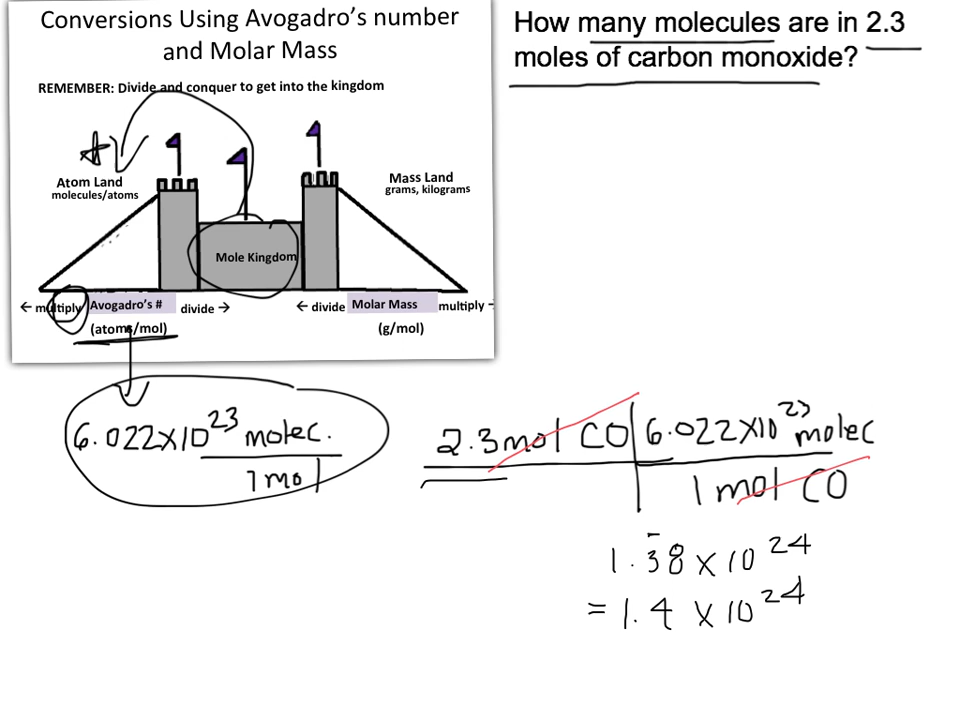 Conversions Using Avogadro's number
and Molar Mass
REMEMBER: Divide and conquer to get into the kingdom
Atom Land
molecules/atoms
Mass Land
grams, kilograms
Mole Kingdom
← multiply Avogadro's # divide →
← divide Molar Mass multiply -
(atoms/mol)
(g/mol)
How many molecules are in 2.3
moles of carbon monoxide?
6.022x10^23 molec.
1 mol
2.3 mol CO | 6.022x10^23 molec
1 mol CO
1.38 x 10^24
= 1.4 x 10^24